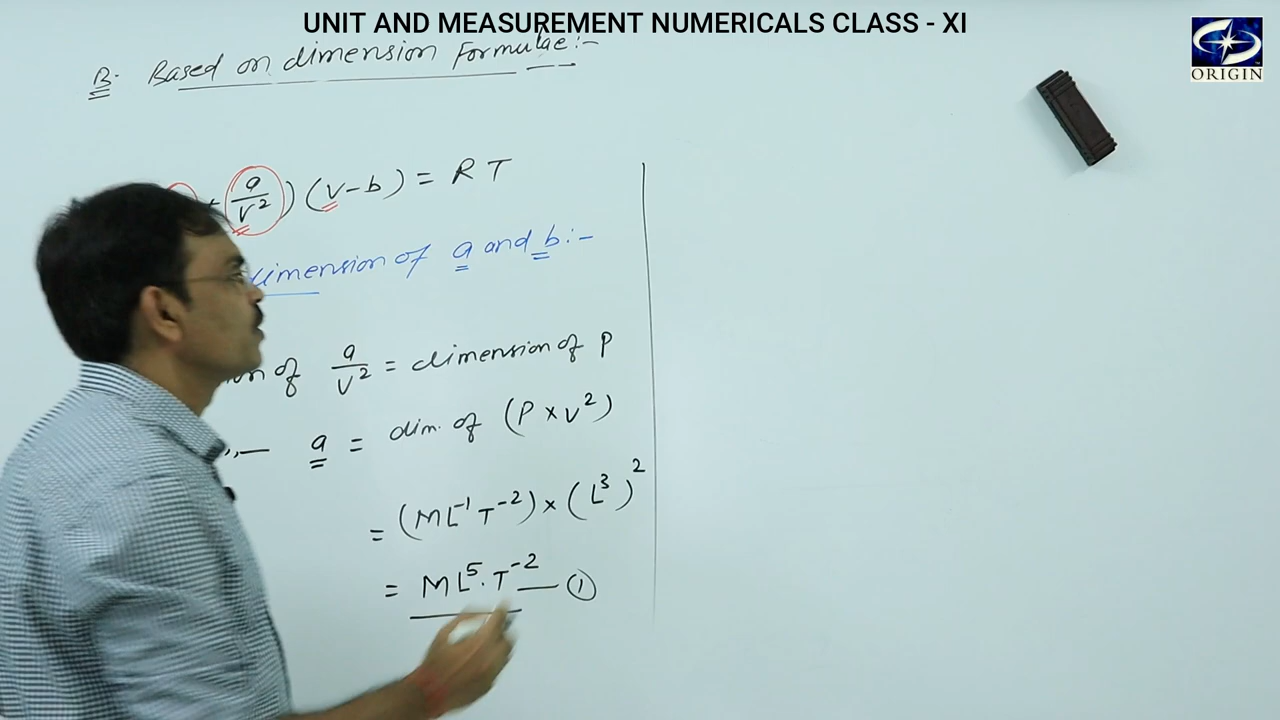 UNIT AND MEASUREMENT NUMERICALS CLASS - XI
ORIGIN
B. Based on dimension Formulae:-
+ a/V²) (V-b) = RT
dimension of a and b:-
of a/V² = dimension of P
,,— a = dim. of (P × V²)
= (ML⁻¹T⁻²) × (L³)²
= ML⁵.T⁻² — ①